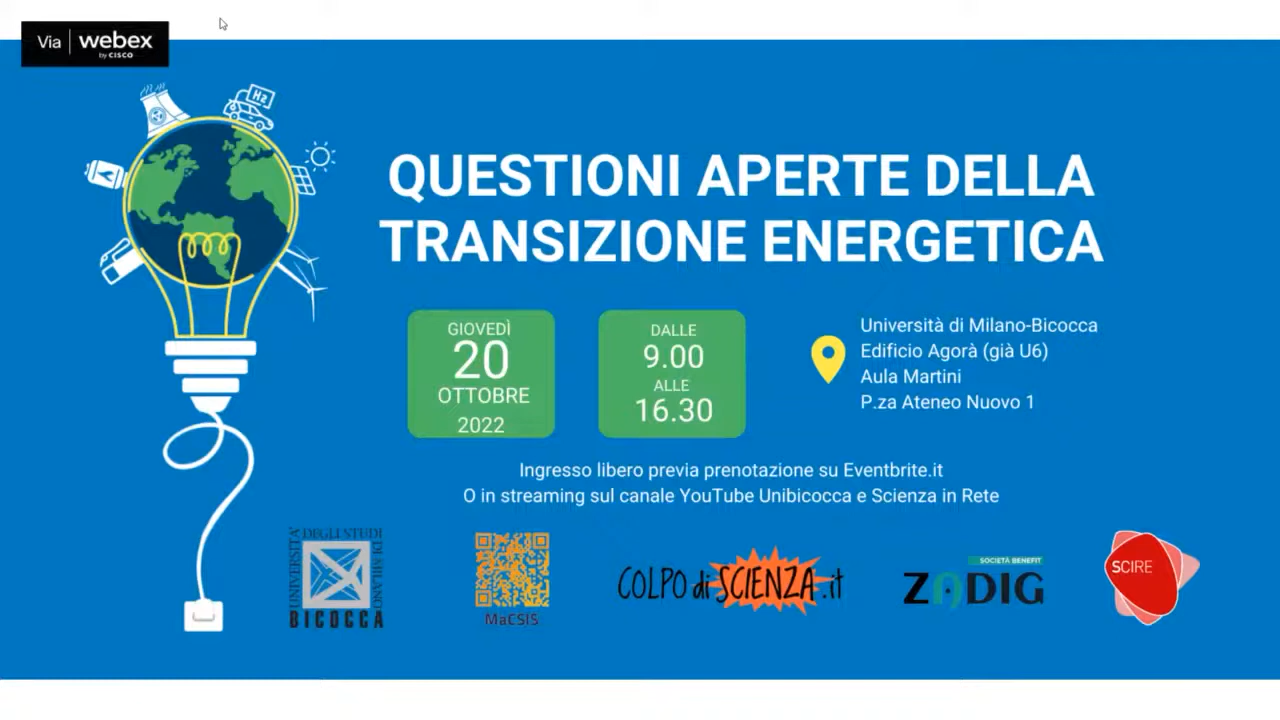 Via webex
by CISCO
H2
QUESTIONI APERTE DELLA
TRANSIZIONE ENERGETICA
GIOVEDÌ
20
OTTOBRE
2022
DALLE
9.00
ALLE
16.30
Università di Milano-Bicocca
Edificio Agorà (già U6)
Aula Martini
P.za Ateneo Nuovo 1
Ingresso libero previa prenotazione su Eventbrite.it
O in streaming sul canale YouTube Unibicocca e Scienza in Rete
UNIVERSITA' DEGLI STUDI DI MILANO
BICOCCA
MaCSIS
COLPO di SCIENZA.it
SOCIETÀ BENEFIT
ZADIG
SCIRE